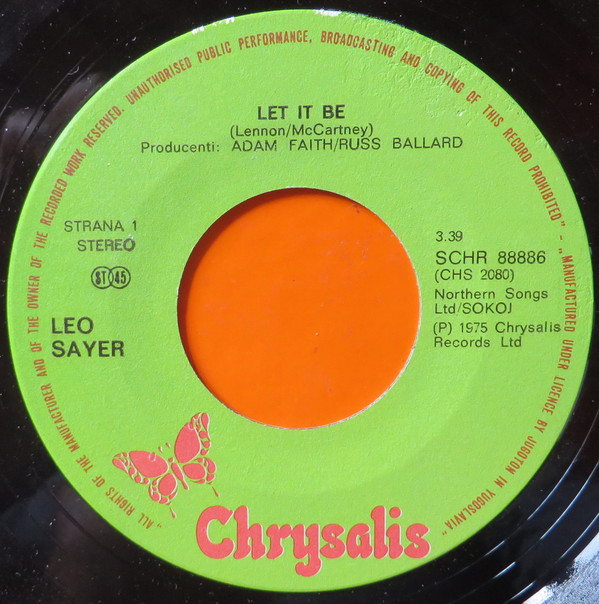 "ALL RIGHTS OF THE MANUFACTURER AND OF THE OWNER OF THE RECORDED WORK RESERVED. UNAUTHORISED PUBLIC PERFORMANCE, BROADCASTING AND COPYING OF THIS RECORD PROHIBITED" - "MANUFACTURED UNDER LICENCE BY JUGOTON IN YUGOSLAVIA"
LET IT BE
(Lennon/McCartney)
Producenti: ADAM FAITH/RUSS BALLARD
STRANA 1
STEREO
ST 45
LEO
SAYER
3.39
SCHR 88886
(CHS 2080)
Northern Songs
Ltd/SOKOJ
(P) 1975 Chrysalis
Records Ltd
Chrysalis